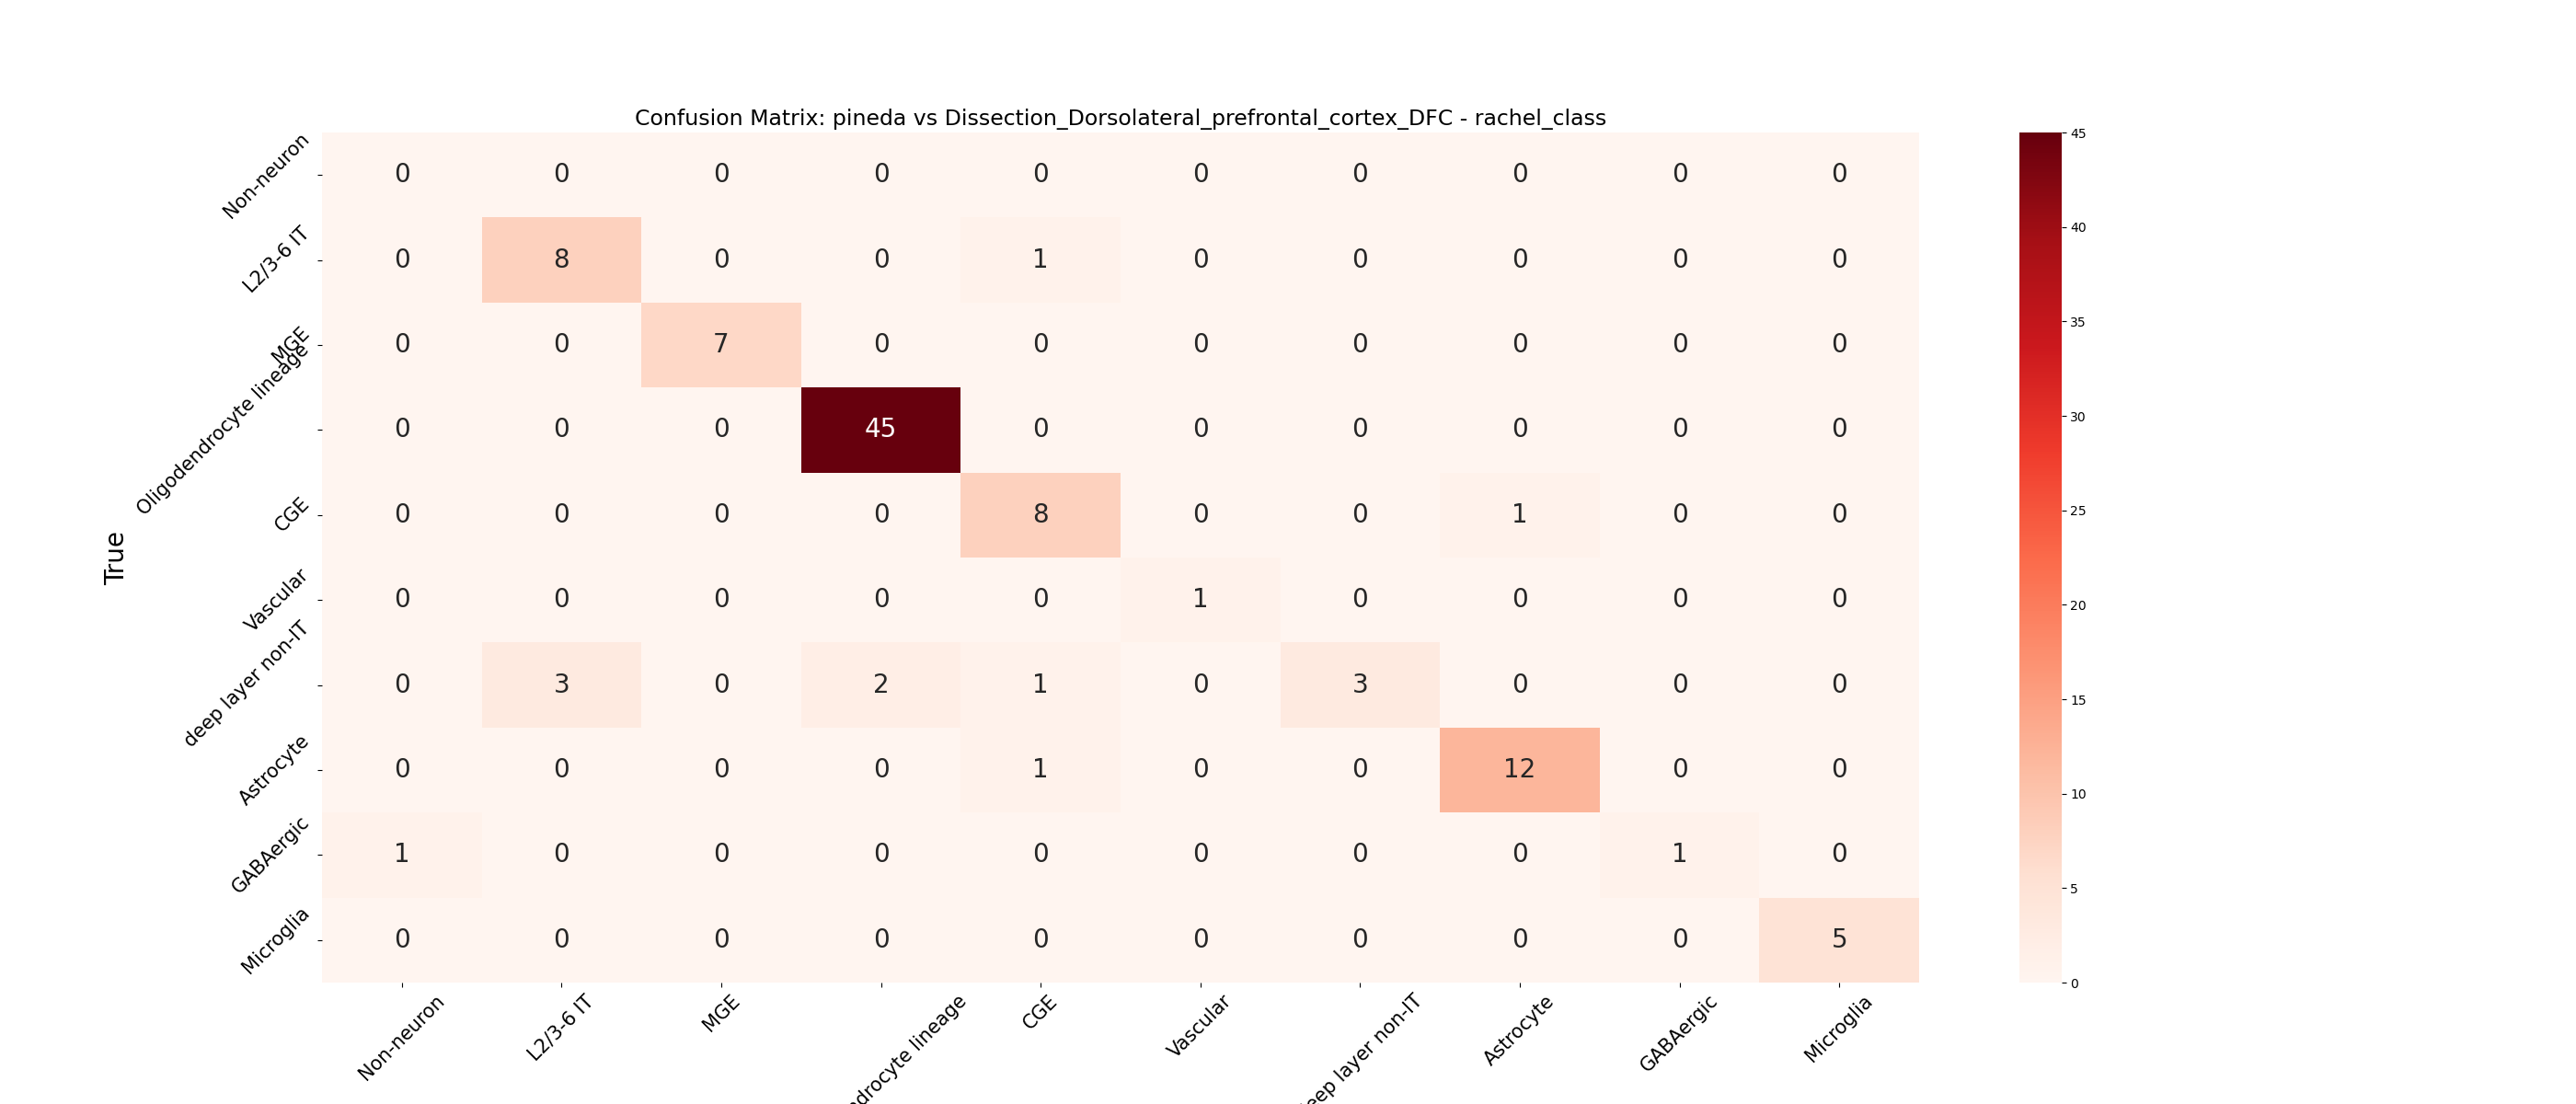 Confusion Matrix: pineda vs Dissection_Dorsolateral_prefrontal_cortex_DFC - rachel_class
True
Non-neuron 0 0 0 0 0 0 0 0 0 0
L2/3-6 IT 0 8 0 0 1 0 0 0 0 0
MGE 0 0 7 0 0 0 0 0 0 0
Oligodendrocyte lineage 0 0 0 45 0 0 0 0 0 0
CGE 0 0 0 0 8 0 0 1 0 0
Vascular 0 0 0 0 0 1 0 0 0 0
deep layer non-IT 0 3 0 2 1 0 3 0 0 0
Astrocyte 0 0 0 0 1 0 0 12 0 0
GABAergic 1 0 0 0 0 0 0 0 1 0
Microglia 0 0 0 0 0 0 0 0 0 5
Non-neuron L2/3-6 IT MGE ndrocyte lineage CGE Vascular eep layer non-IT Astrocyte GABAergic Microglia
45
40
35
30
25
20
15
10
5
0